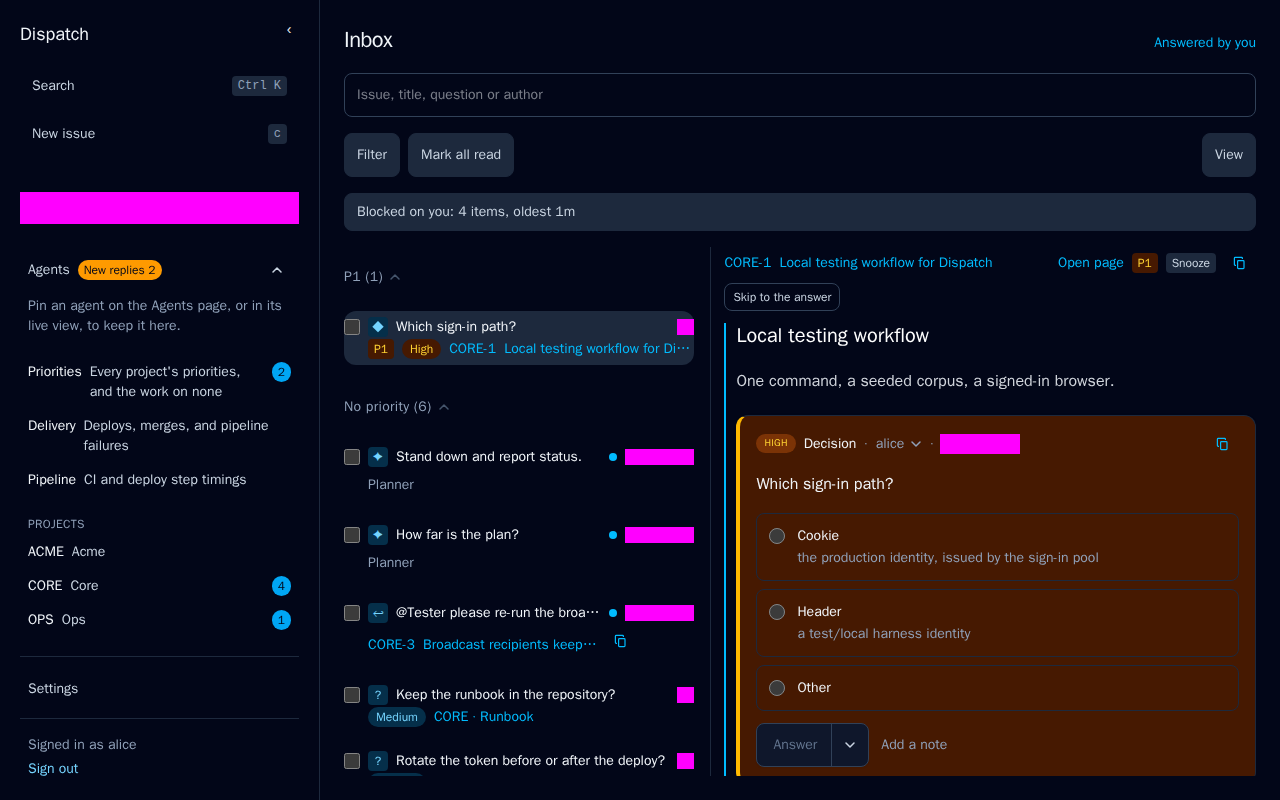 Dispatch
Search
Ctrl K
New issue
C
Agents
New replies 2
Pin an agent on the Agents page, or in its
live view, to keep it here.
Priorities Every project's priorities,
and the work on none
2
Delivery Deploys, merges, and pipeline
failures
Pipeline CI and deploy step timings
PROJECTS
ACME Acme
CORE Core
4
OPS Ops
1
Settings
Signed in as alice
Sign out
Inbox
Answered by you
Issue, title, question or author
Filter
Mark all read
View
Blocked on you: 4 items, oldest 1m
P1 (1)
Which sign-in path?
P1 High CORE-1 Local testing workflow for Di…
No priority (6)
Stand down and report status.
Planner
How far is the plan?
Planner
@Tester please re-run the broa…
CORE-3 Broadcast recipients keep…
? Keep the runbook in the repository?
Medium CORE · Runbook
? Rotate the token before or after the deploy?
CORE-1 Local testing workflow for Dispatch
Open page
P1
Snooze
Skip to the answer
Local testing workflow
One command, a seeded corpus, a signed-in browser.
HIGH Decision · alice ·
Which sign-in path?
Cookie
the production identity, issued by the sign-in pool
Header
a test/local harness identity
Other
Answer
Add a note